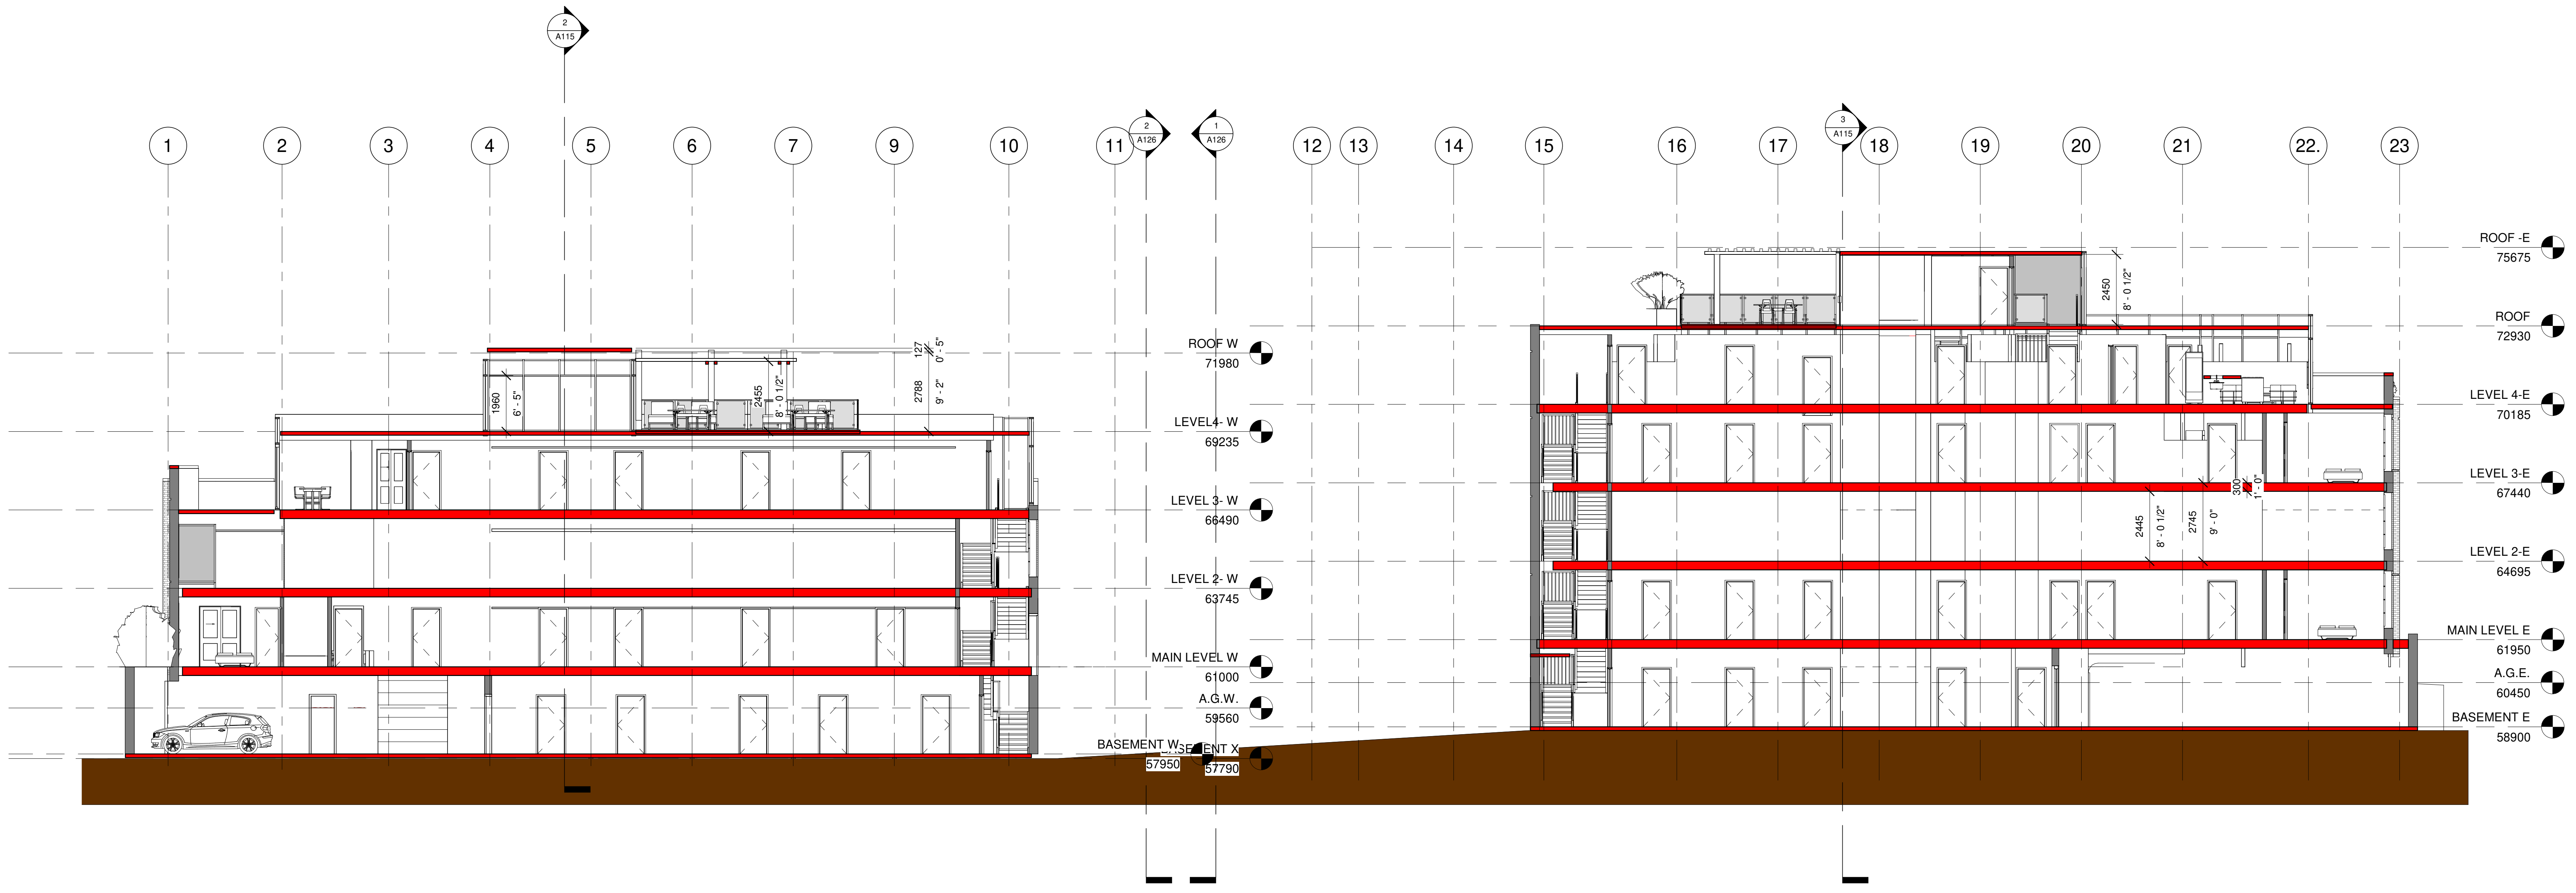 2
A115
1
2
3
4
5
6
7
9
10
11
2
A126
1
A126
12
13
14
15
16
17
3
A115
18
19
20
21
22.
23
ROOF -E
75675
ROOF
72930
LEVEL 4-E
70185
LEVEL 3-E
67440
LEVEL 2-E
64695
MAIN LEVEL E
61950
A.G.E.
60450
BASEMENT E
58900
ROOF W
71980
LEVEL4- W
69235
LEVEL 3- W
66490
LEVEL 2- W
63745
MAIN LEVEL W
61000
A.G.W.
59560
BASEMENT W
57950
BASEMENT X
57790
1960
6' - 5"
2455
8' - 0 1/2"
127
0' - 5"
2788
9' - 2"
2450
8' - 0 1/2"
300
1' - 0"
2445
8' - 0 1/2"
2745
9' - 0"